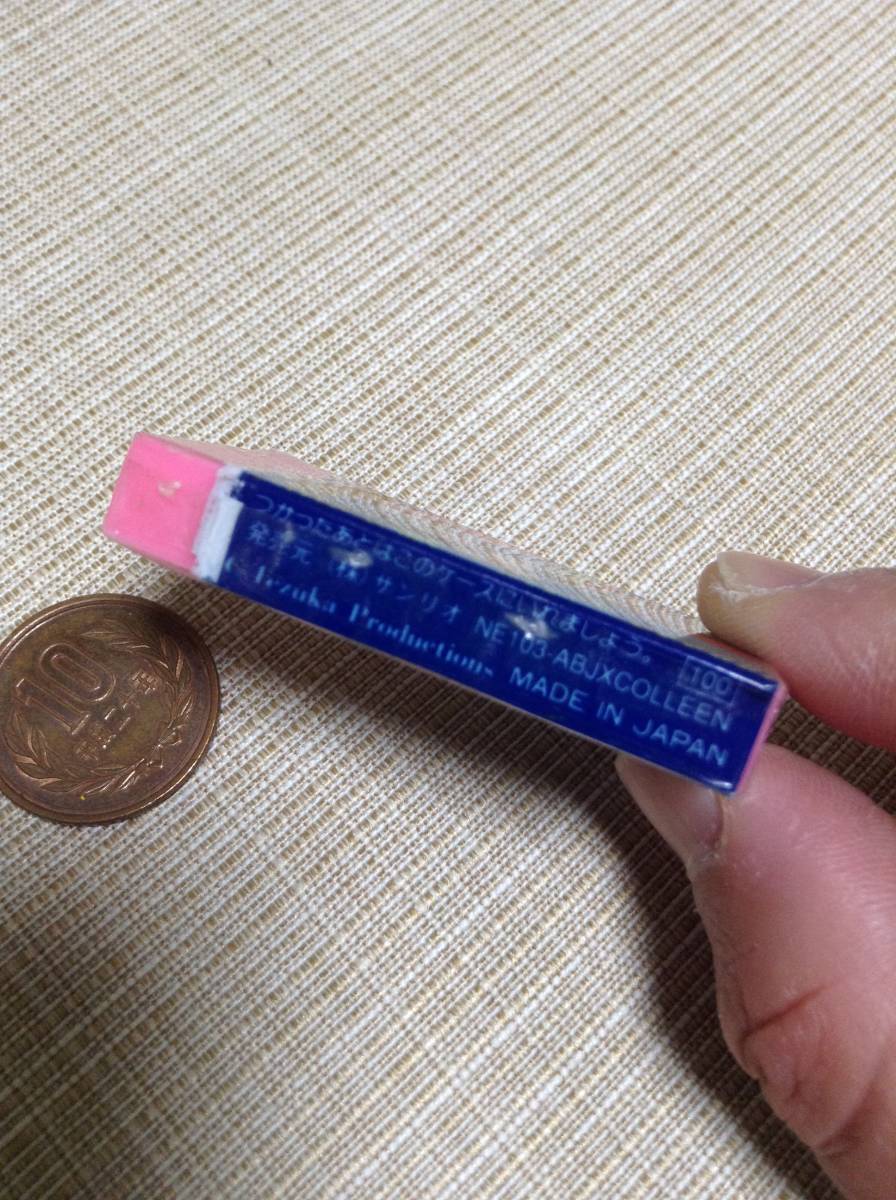 つかったあとはこのケースにいれましょう。 100
発売元 (株)サンリオ NE103-ABJXCOLLEEN
Tezuka Productions MADE IN JAPAN
10